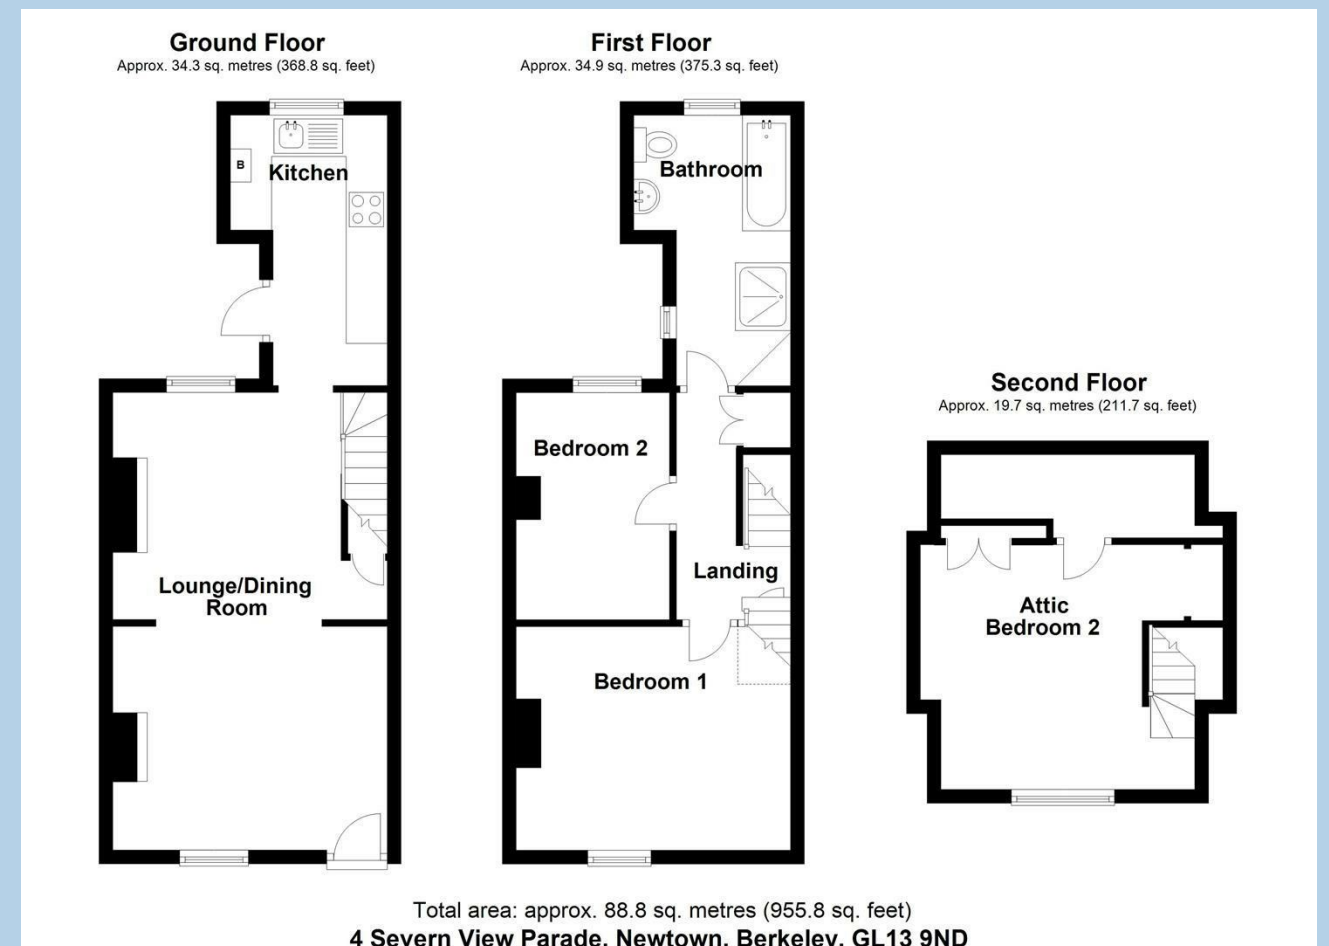 Ground Floor
Approx. 34.3 sq. metres (368.8 sq. feet)
B
Kitchen
Lounge/Dining
Room
First Floor
Approx. 34.9 sq. metres (375.3 sq. feet)
Bathroom
Bedroom 2
Landing
Bedroom 1
Second Floor
Approx. 19.7 sq. metres (211.7 sq. feet)
Attic
Bedroom 2
Total area: approx. 88.8 sq. metres (955.8 sq. feet)
4 Severn View Parade, Newtown, Berkeley, GL13 9ND